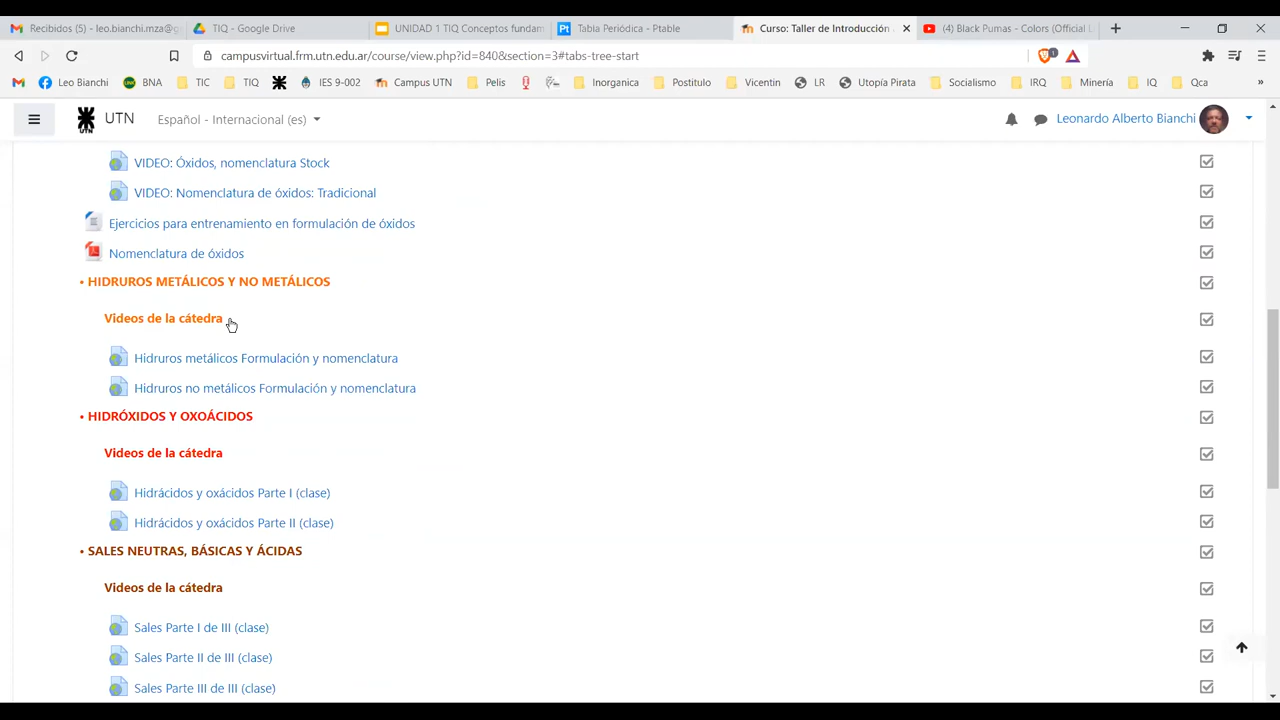 Recibidos (5) - leo.bianchi.mza@g
TIQ - Google Drive
UNIDAD 1 TIQ Conceptos fundam
Tabla Periódica - Ptable
Curso: Taller de Introducción
(4) Black Pumas - Colors (Official L
campusvirtual.frm.utn.edu.ar/course/view.php?id=840&section=3#tabs-tree-start
Leo Bianchi
BNA
TIC
TIQ
IES 9-002
Campus UTN
Pelis
Inorganica
Postitulo
Vicentin
LR
Utopía Pirata
Socialismo
IRQ
Minería
IQ
Qca
UTN
Español - Internacional (es)
Leonardo Alberto Bianchi
VIDEO: Óxidos, nomenclatura Stock
VIDEO: Nomenclatura de óxidos: Tradicional
Ejercicios para entrenamiento en formulación de óxidos
Nomenclatura de óxidos
• HIDRUROS METÁLICOS Y NO METÁLICOS
Videos de la cátedra
Hidruros metálicos Formulación y nomenclatura
Hidruros no metálicos Formulación y nomenclatura
• HIDRÓXIDOS Y OXOÁCIDOS
Videos de la cátedra
Hidrácidos y oxácidos Parte I (clase)
Hidrácidos y oxácidos Parte II (clase)
• SALES NEUTRAS, BÁSICAS Y ÁCIDAS
Videos de la cátedra
Sales Parte I de III (clase)
Sales Parte II de III (clase)
Sales Parte III de III (clase)